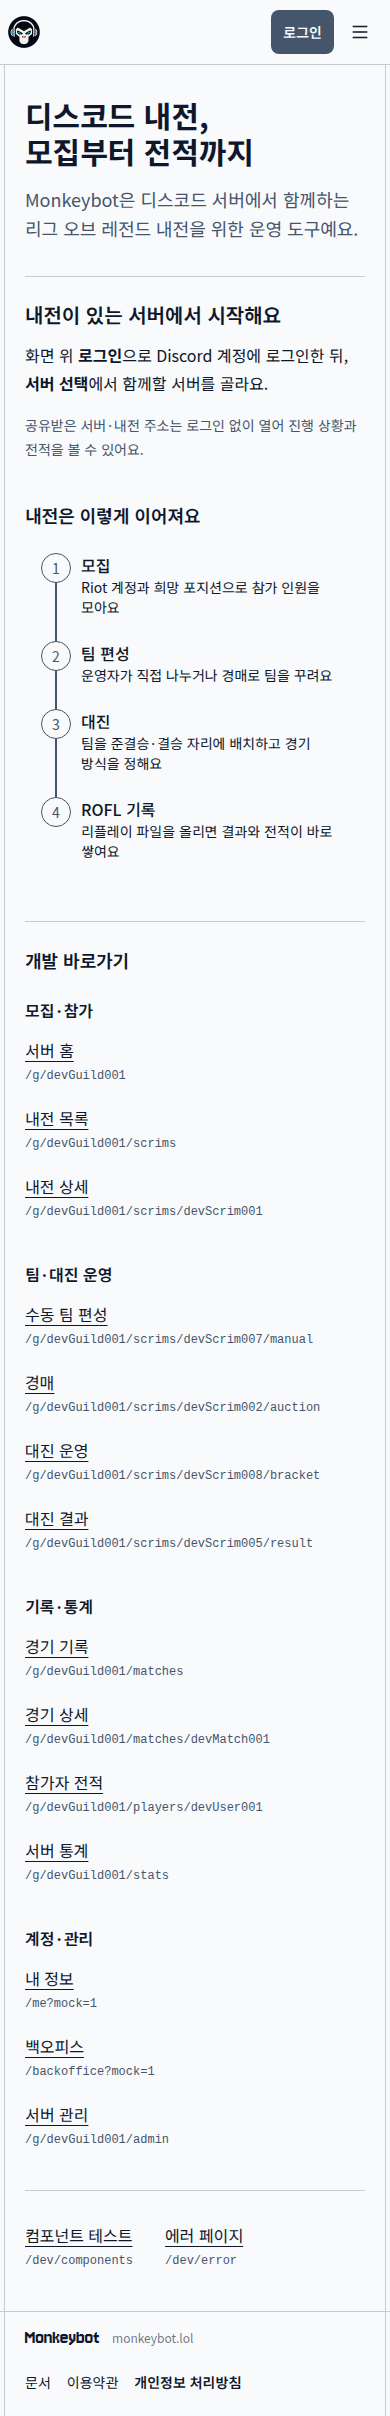 로그인
디스코드 내전,
모집부터 전적까지
Monkeybot은 디스코드 서버에서 함께하는
리그 오브 레전드 내전을 위한 운영 도구예요.
내전이 있는 서버에서 시작해요
화면 위 로그인으로 Discord 계정에 로그인한 뒤,
서버 선택에서 함께할 서버를 골라요.
공유받은 서버·내전 주소는 로그인 없이 열어 진행 상황과
전적을 볼 수 있어요.
내전은 이렇게 이어져요
1 모집
Riot 계정과 희망 포지션으로 참가 인원을
모아요
2 팀 편성
운영자가 직접 나누거나 경매로 팀을 꾸려요
3 대진
팀을 준결승·결승 자리에 배치하고 경기
방식을 정해요
4 ROFL 기록
리플레이 파일을 올리면 결과와 전적이 바로
쌓여요
개발 바로가기
모집·참가
서버 홈
/g/devGuild001
내전 목록
/g/devGuild001/scrims
내전 상세
/g/devGuild001/scrims/devScrim001
팀·대진 운영
수동 팀 편성
/g/devGuild001/scrims/devScrim007/manual
경매
/g/devGuild001/scrims/devScrim002/auction
대진 운영
/g/devGuild001/scrims/devScrim008/bracket
대진 결과
/g/devGuild001/scrims/devScrim005/result
기록·통계
경기 기록
/g/devGuild001/matches
경기 상세
/g/devGuild001/matches/devMatch001
참가자 전적
/g/devGuild001/players/devUser001
서버 통계
/g/devGuild001/stats
계정·관리
내 정보
/me?mock=1
백오피스
/backoffice?mock=1
서버 관리
/g/devGuild001/admin
컴포넌트 테스트 에러 페이지
/dev/components /dev/error
Monkeybot monkeybot.lol
문서 이용약관 개인정보 처리방침